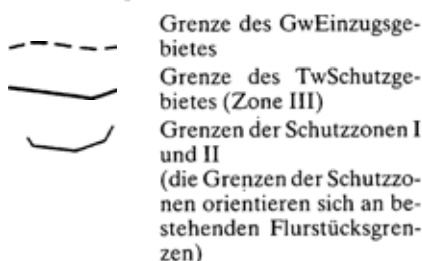 Grenze des GwEinzugsge-
bietes
Grenze des TwSchutzge-
bietes (Zone III)
Grenzen der Schutzzonen I
und II
(die Grenzen der Schutzzo-
nen orientieren sich an be-
stehenden Flurstücksgren-
zen)